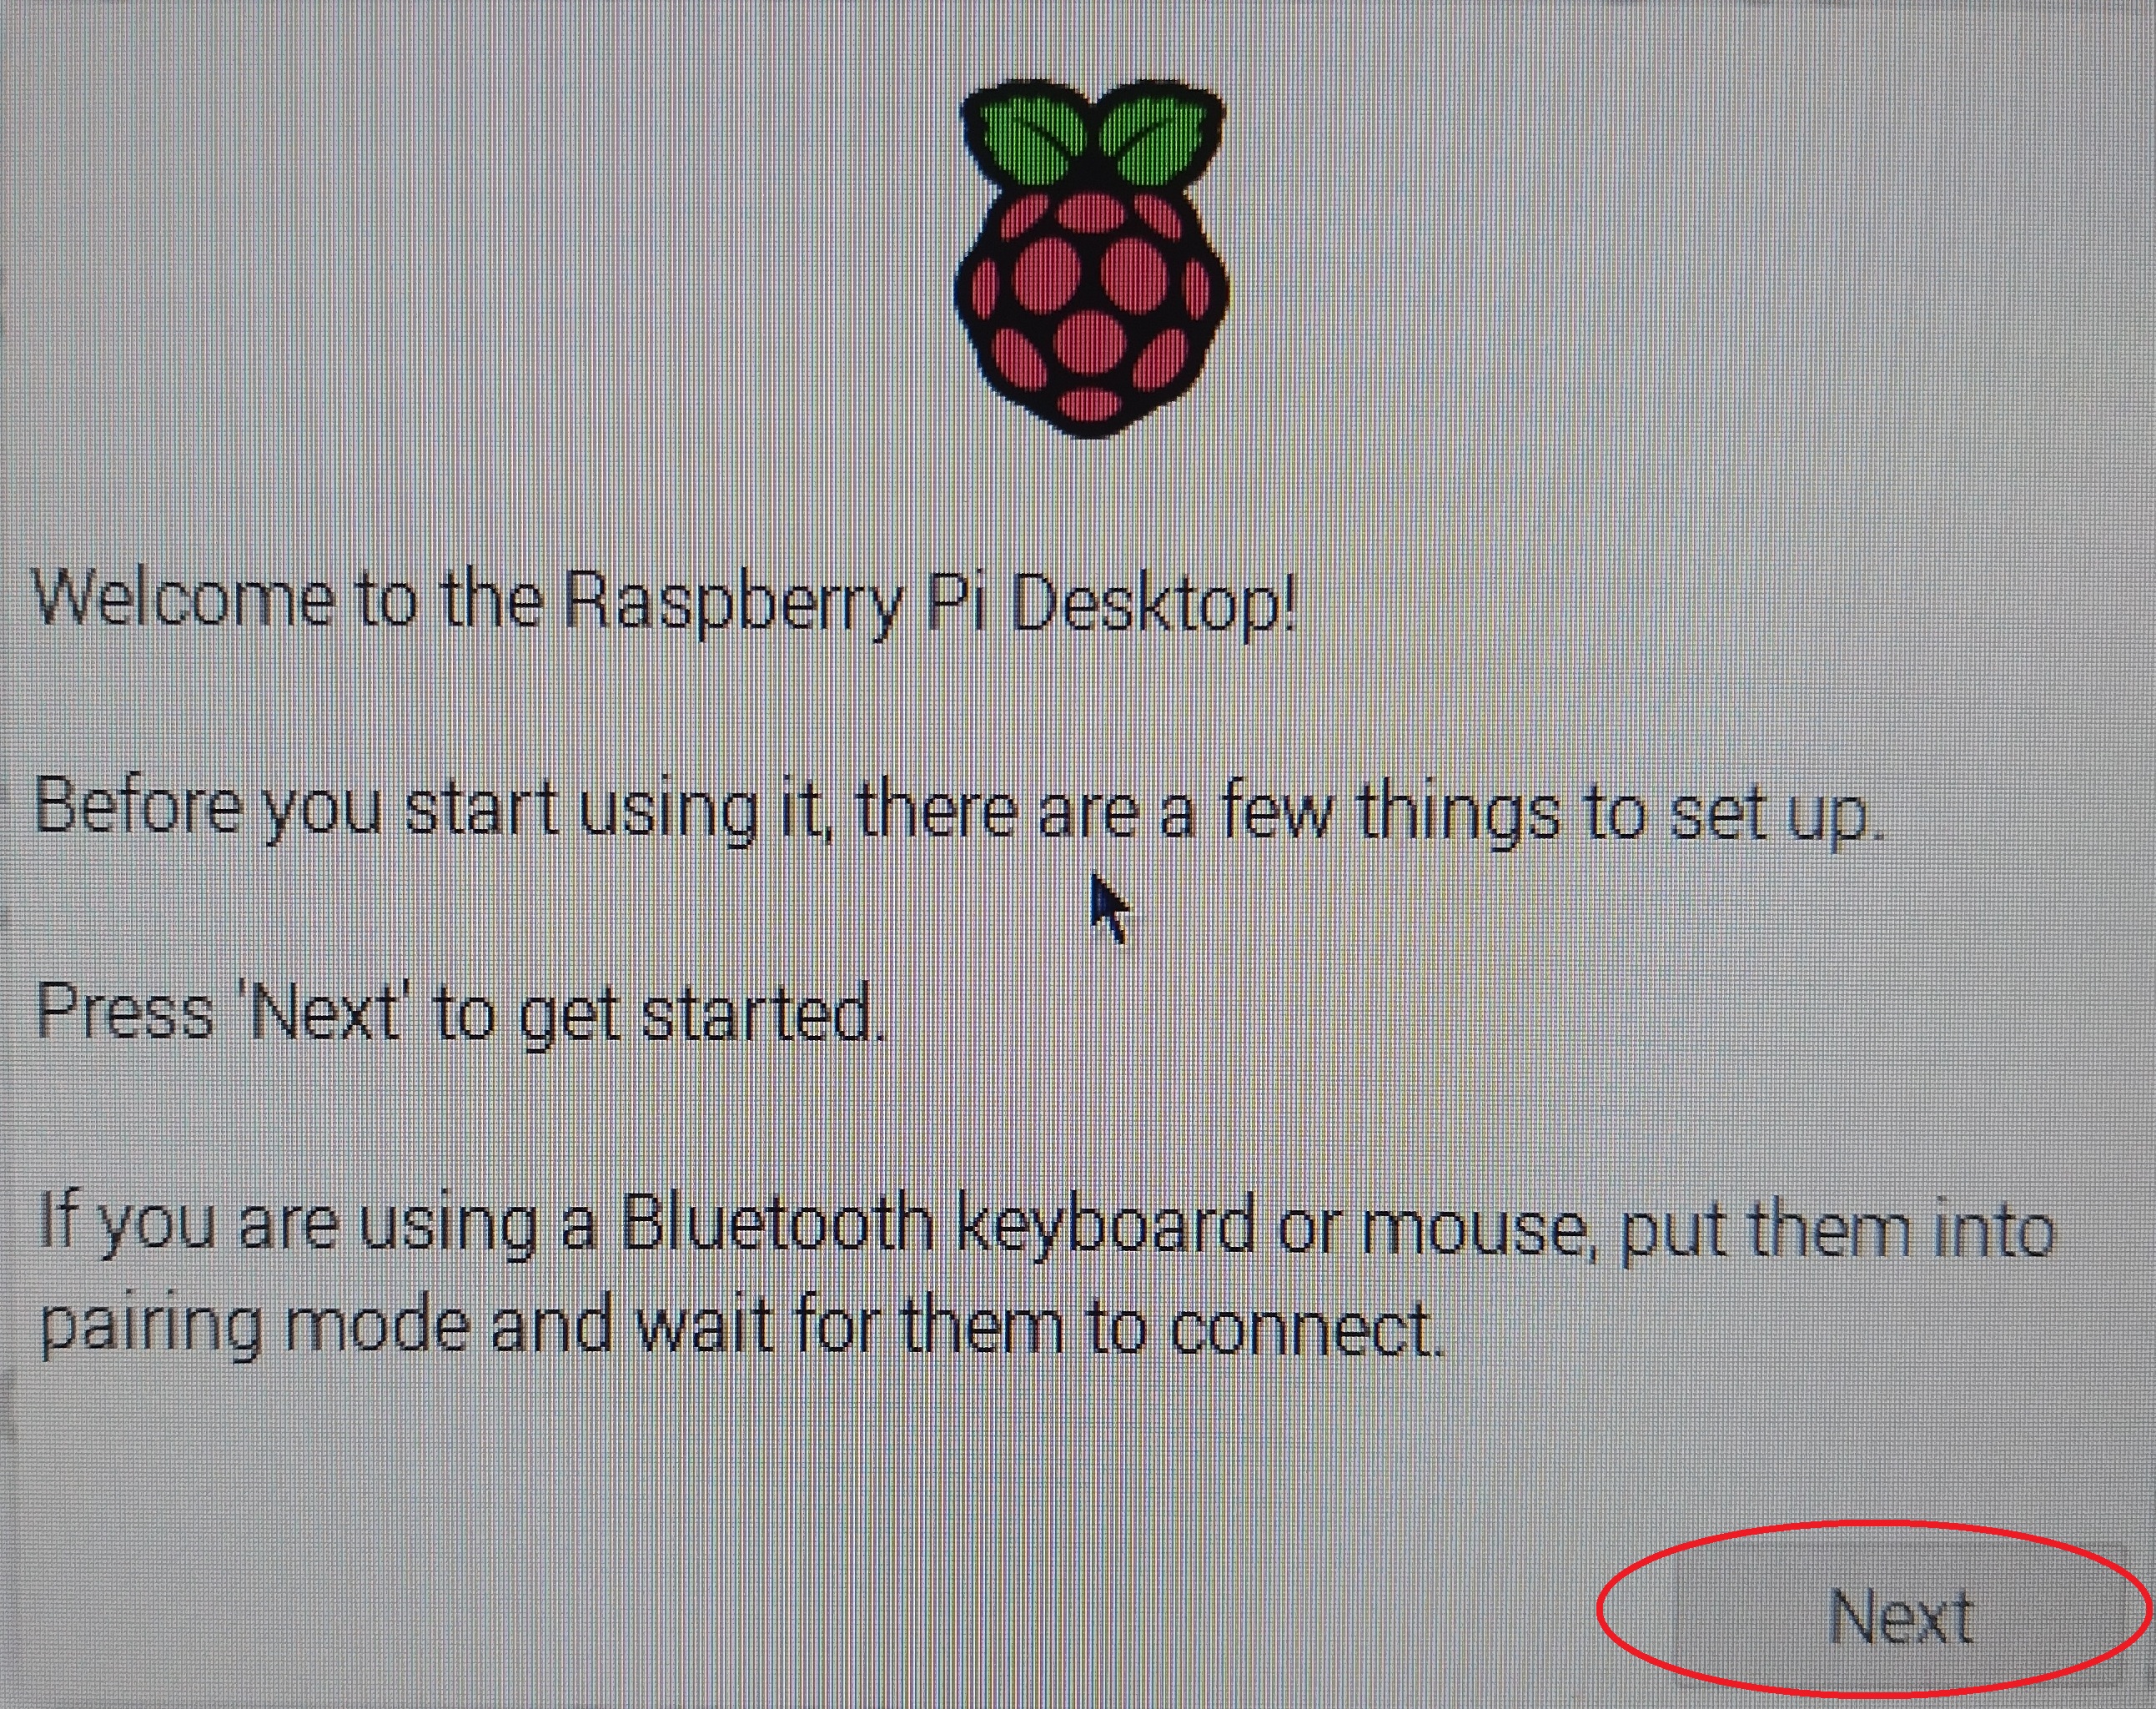 Welcome to the Raspberry Pi Desktop!
Before you start using it, there are a few things to set up.
Press 'Next' to get started.
If you are using a Bluetooth keyboard or mouse, put them into
pairing mode and wait for them to connect.
Next